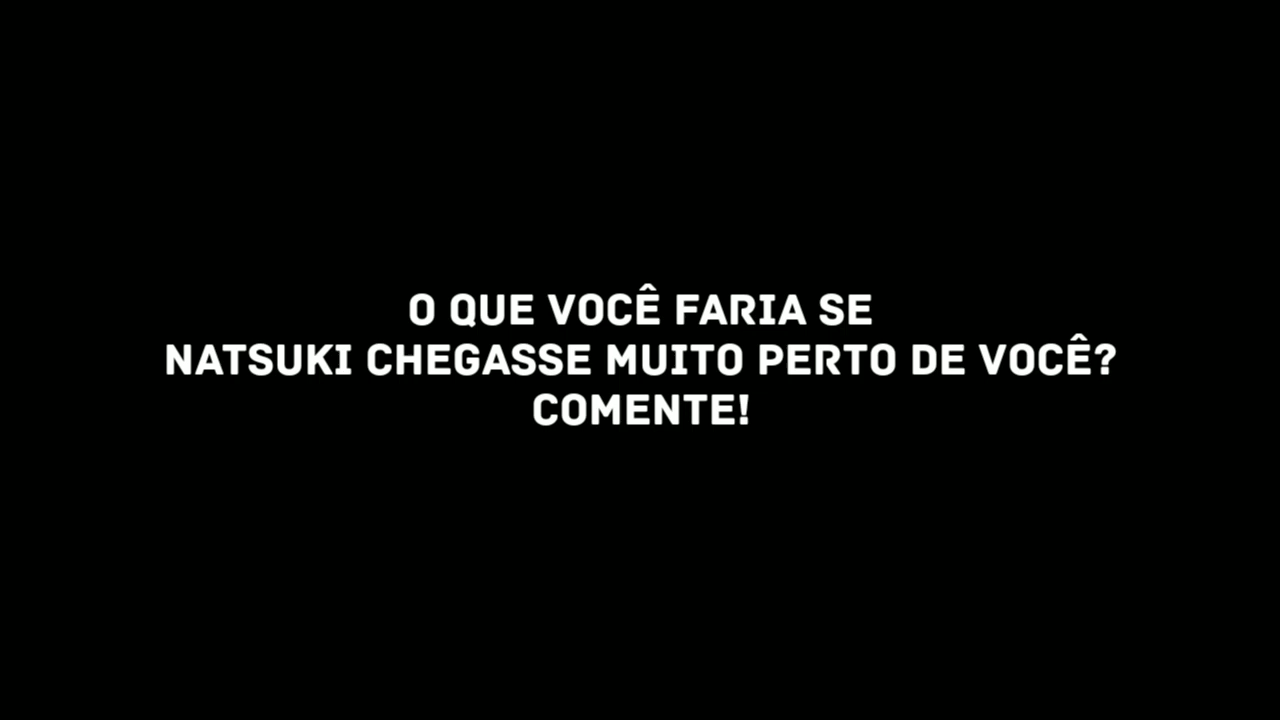 O QUE VOCÊ FARIA SE
NATSUKI CHEGASSE MUITO PERTO DE VOCÊ?
COMENTE!